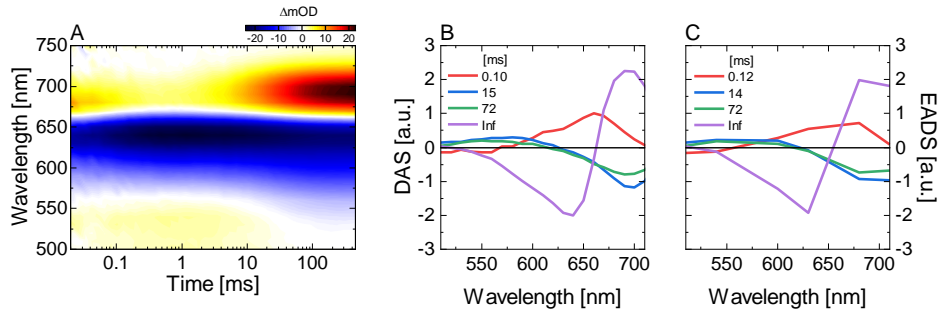 ΔmOD
-20 -10 0 10 20
A
Wavelength [nm]
750
700
650
600
550
500
0.1 1 10 100
Time [ms]
B
DAS [a.u.]
3
2
1
0
-1
-2
-3
[ms]
0.10
15
72
Inf
550 600 650 700
Wavelength [nm]
C
[ms]
0.12
14
72
Inf
3
2
1
0
-1
-2
-3
EADS [a.u.]
550 600 650 700
Wavelength [nm]